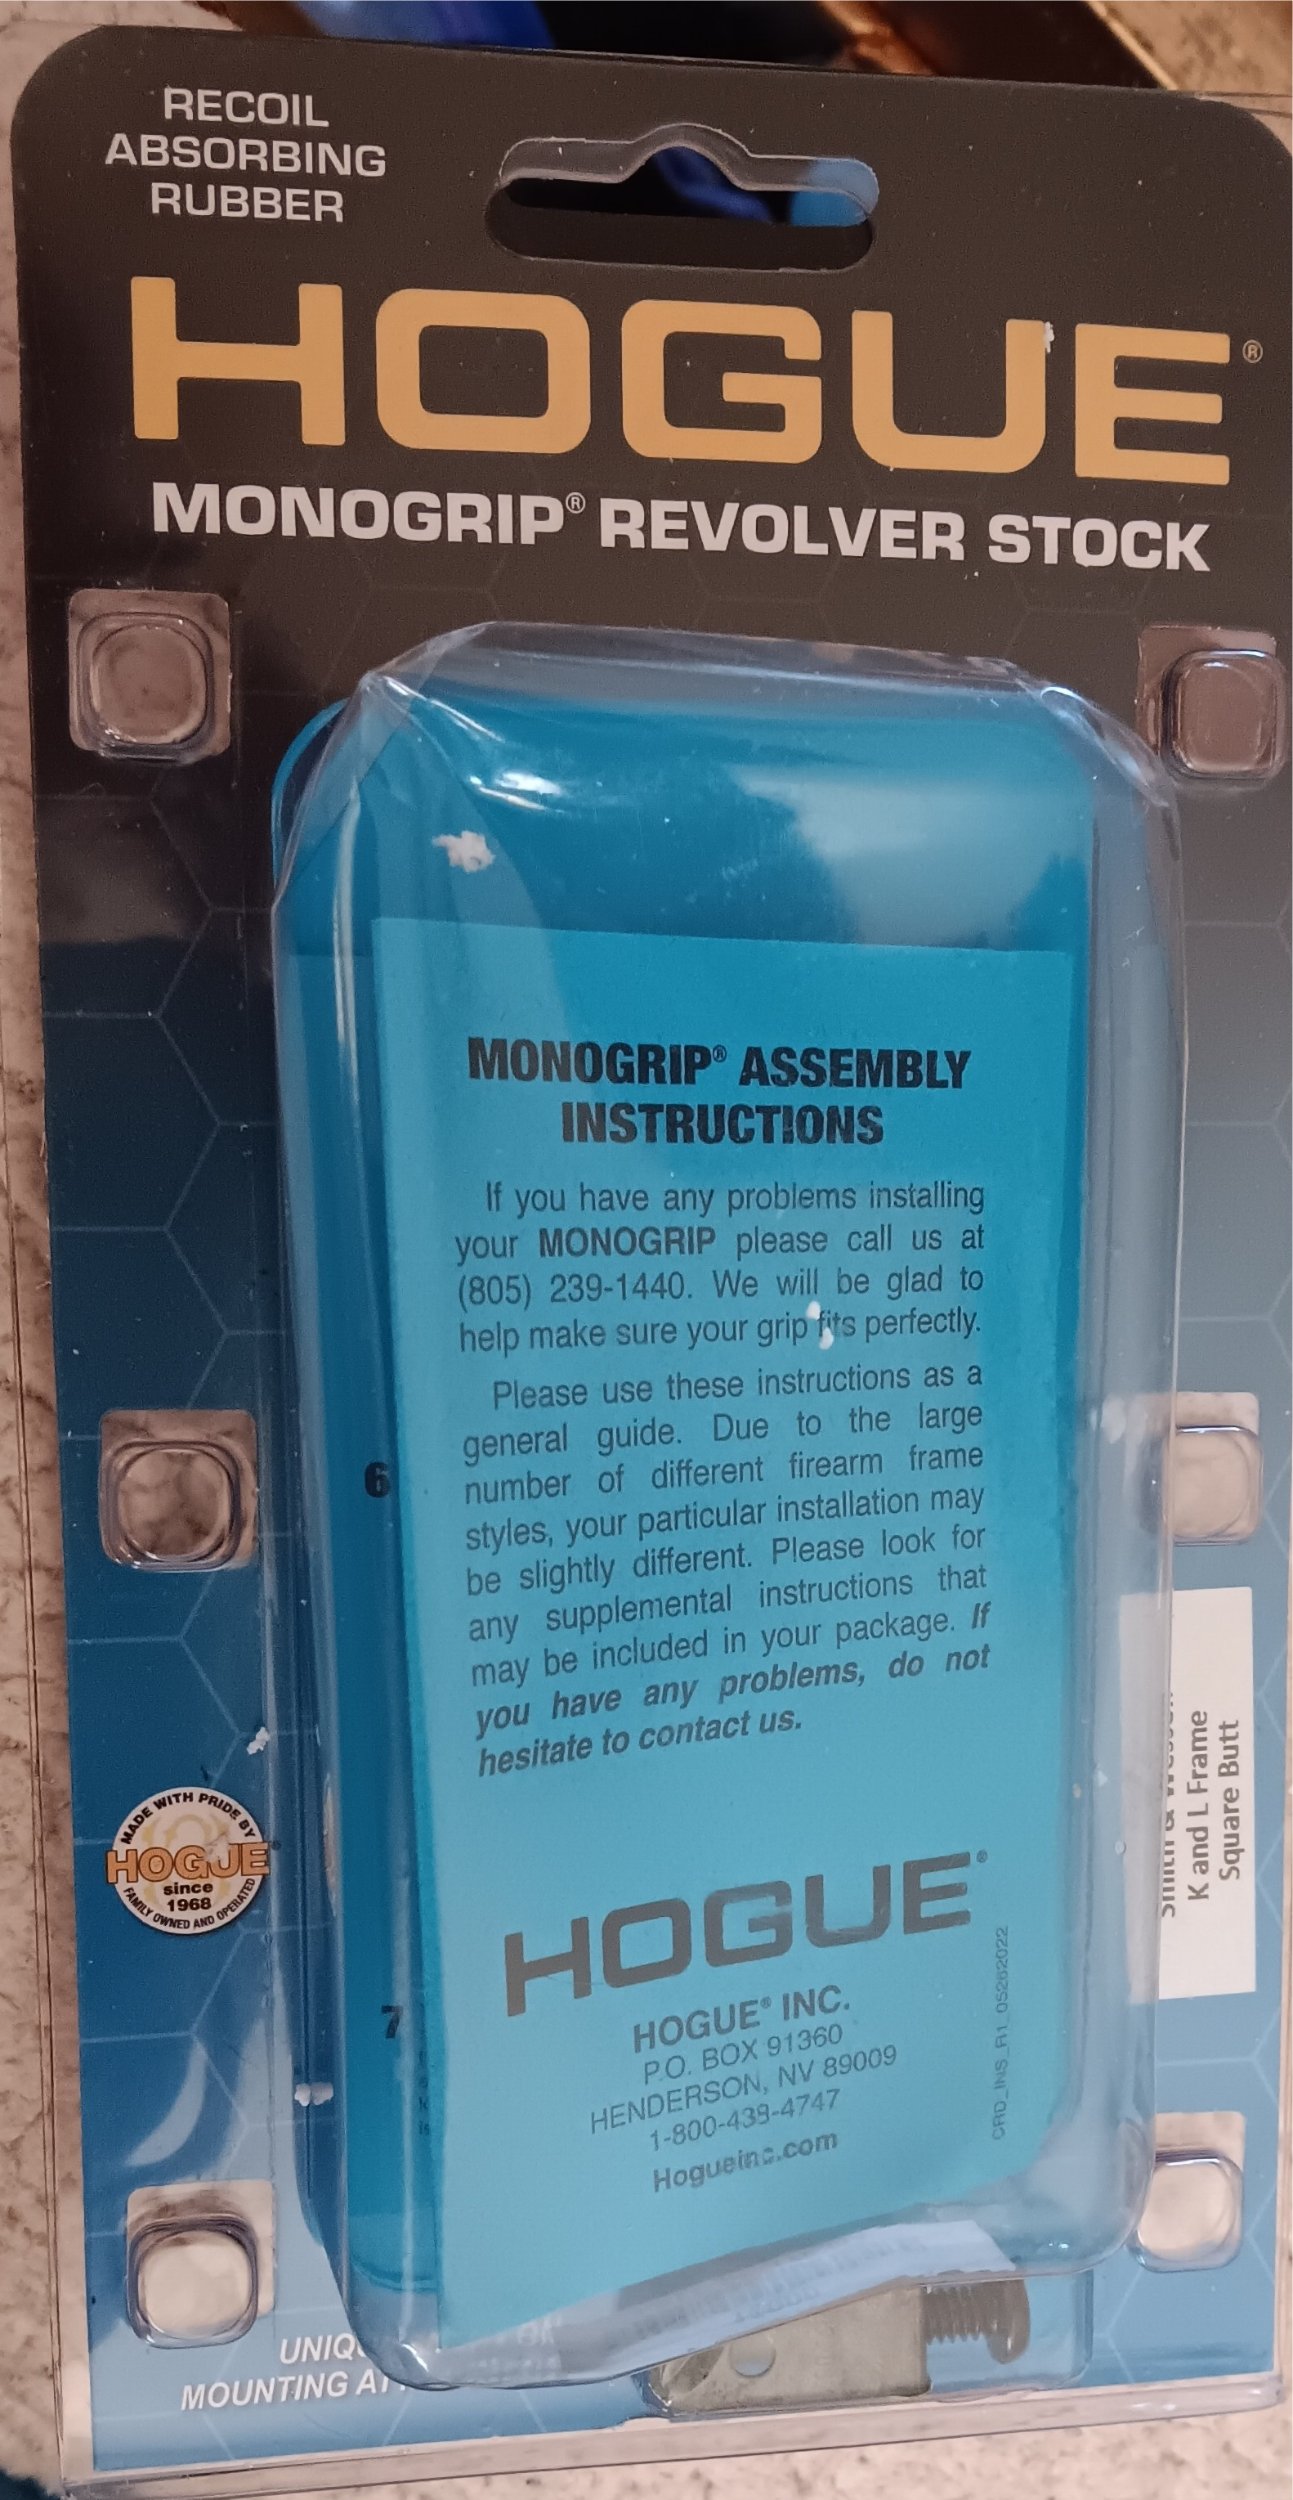 RECOIL
ABSORBING
RUBBER
HOGUE®
MONOGRIP® REVOLVER STOCK
MONOGRIP® ASSEMBLY
INSTRUCTIONS
If you have any problems installing
your MONOGRIP please call us at
(805) 239-1440. We will be glad to
help make sure your grip fits perfectly.
Please use these instructions as a
general guide. Due to the large
number of different firearm frame
styles, your particular installation may
be slightly different. Please look for
any supplemental instructions that
may be included in your package. If
you have any problems, do not
hesitate to contact us.
6
7
HOGUE®
HOGUE® INC.
P.O. BOX 91360
HENDERSON, NV 89009
1-800-438-4747
Hogueinc.com
CRD_INS_R1_05262022
MADE WITH PRIDE BY
HOGUE®
since
1968
FAMILY OWNED AND OPERATED
Smith & Wesson
K and L Frame
Square Butt
MOUNTING